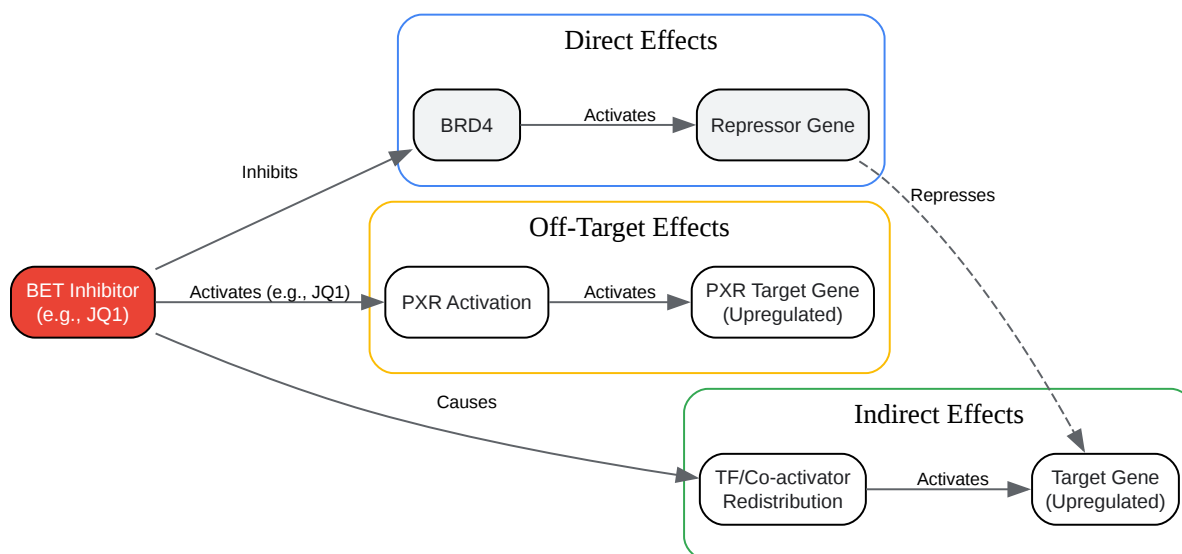 Direct Effects
BRD4
Activates
Repressor Gene
Inhibits
Represses
Off-Target Effects
BET Inhibitor
(e.g., JQ1)
Activates (e.g., JQ1)
PXR Activation
Activates
PXR Target Gene
(Upregulated)
Causes
Indirect Effects
TF/Co-activator
Redistribution
Activates
Target Gene
(Upregulated)